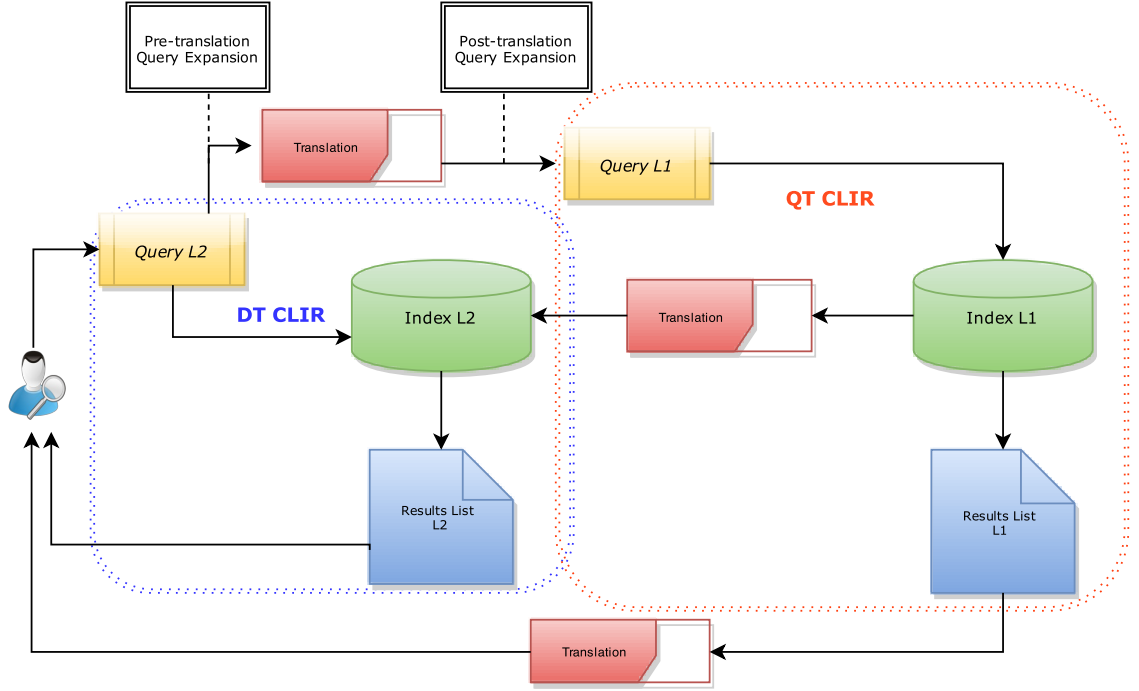 Pre-translation
Query Expansion
Post-translation
Query Expansion
Translation
Query L1
QT CLIR
Query L2
DT CLIR
Index L2
Translation
Index L1
Results List
L2
Results List
L1
Translation